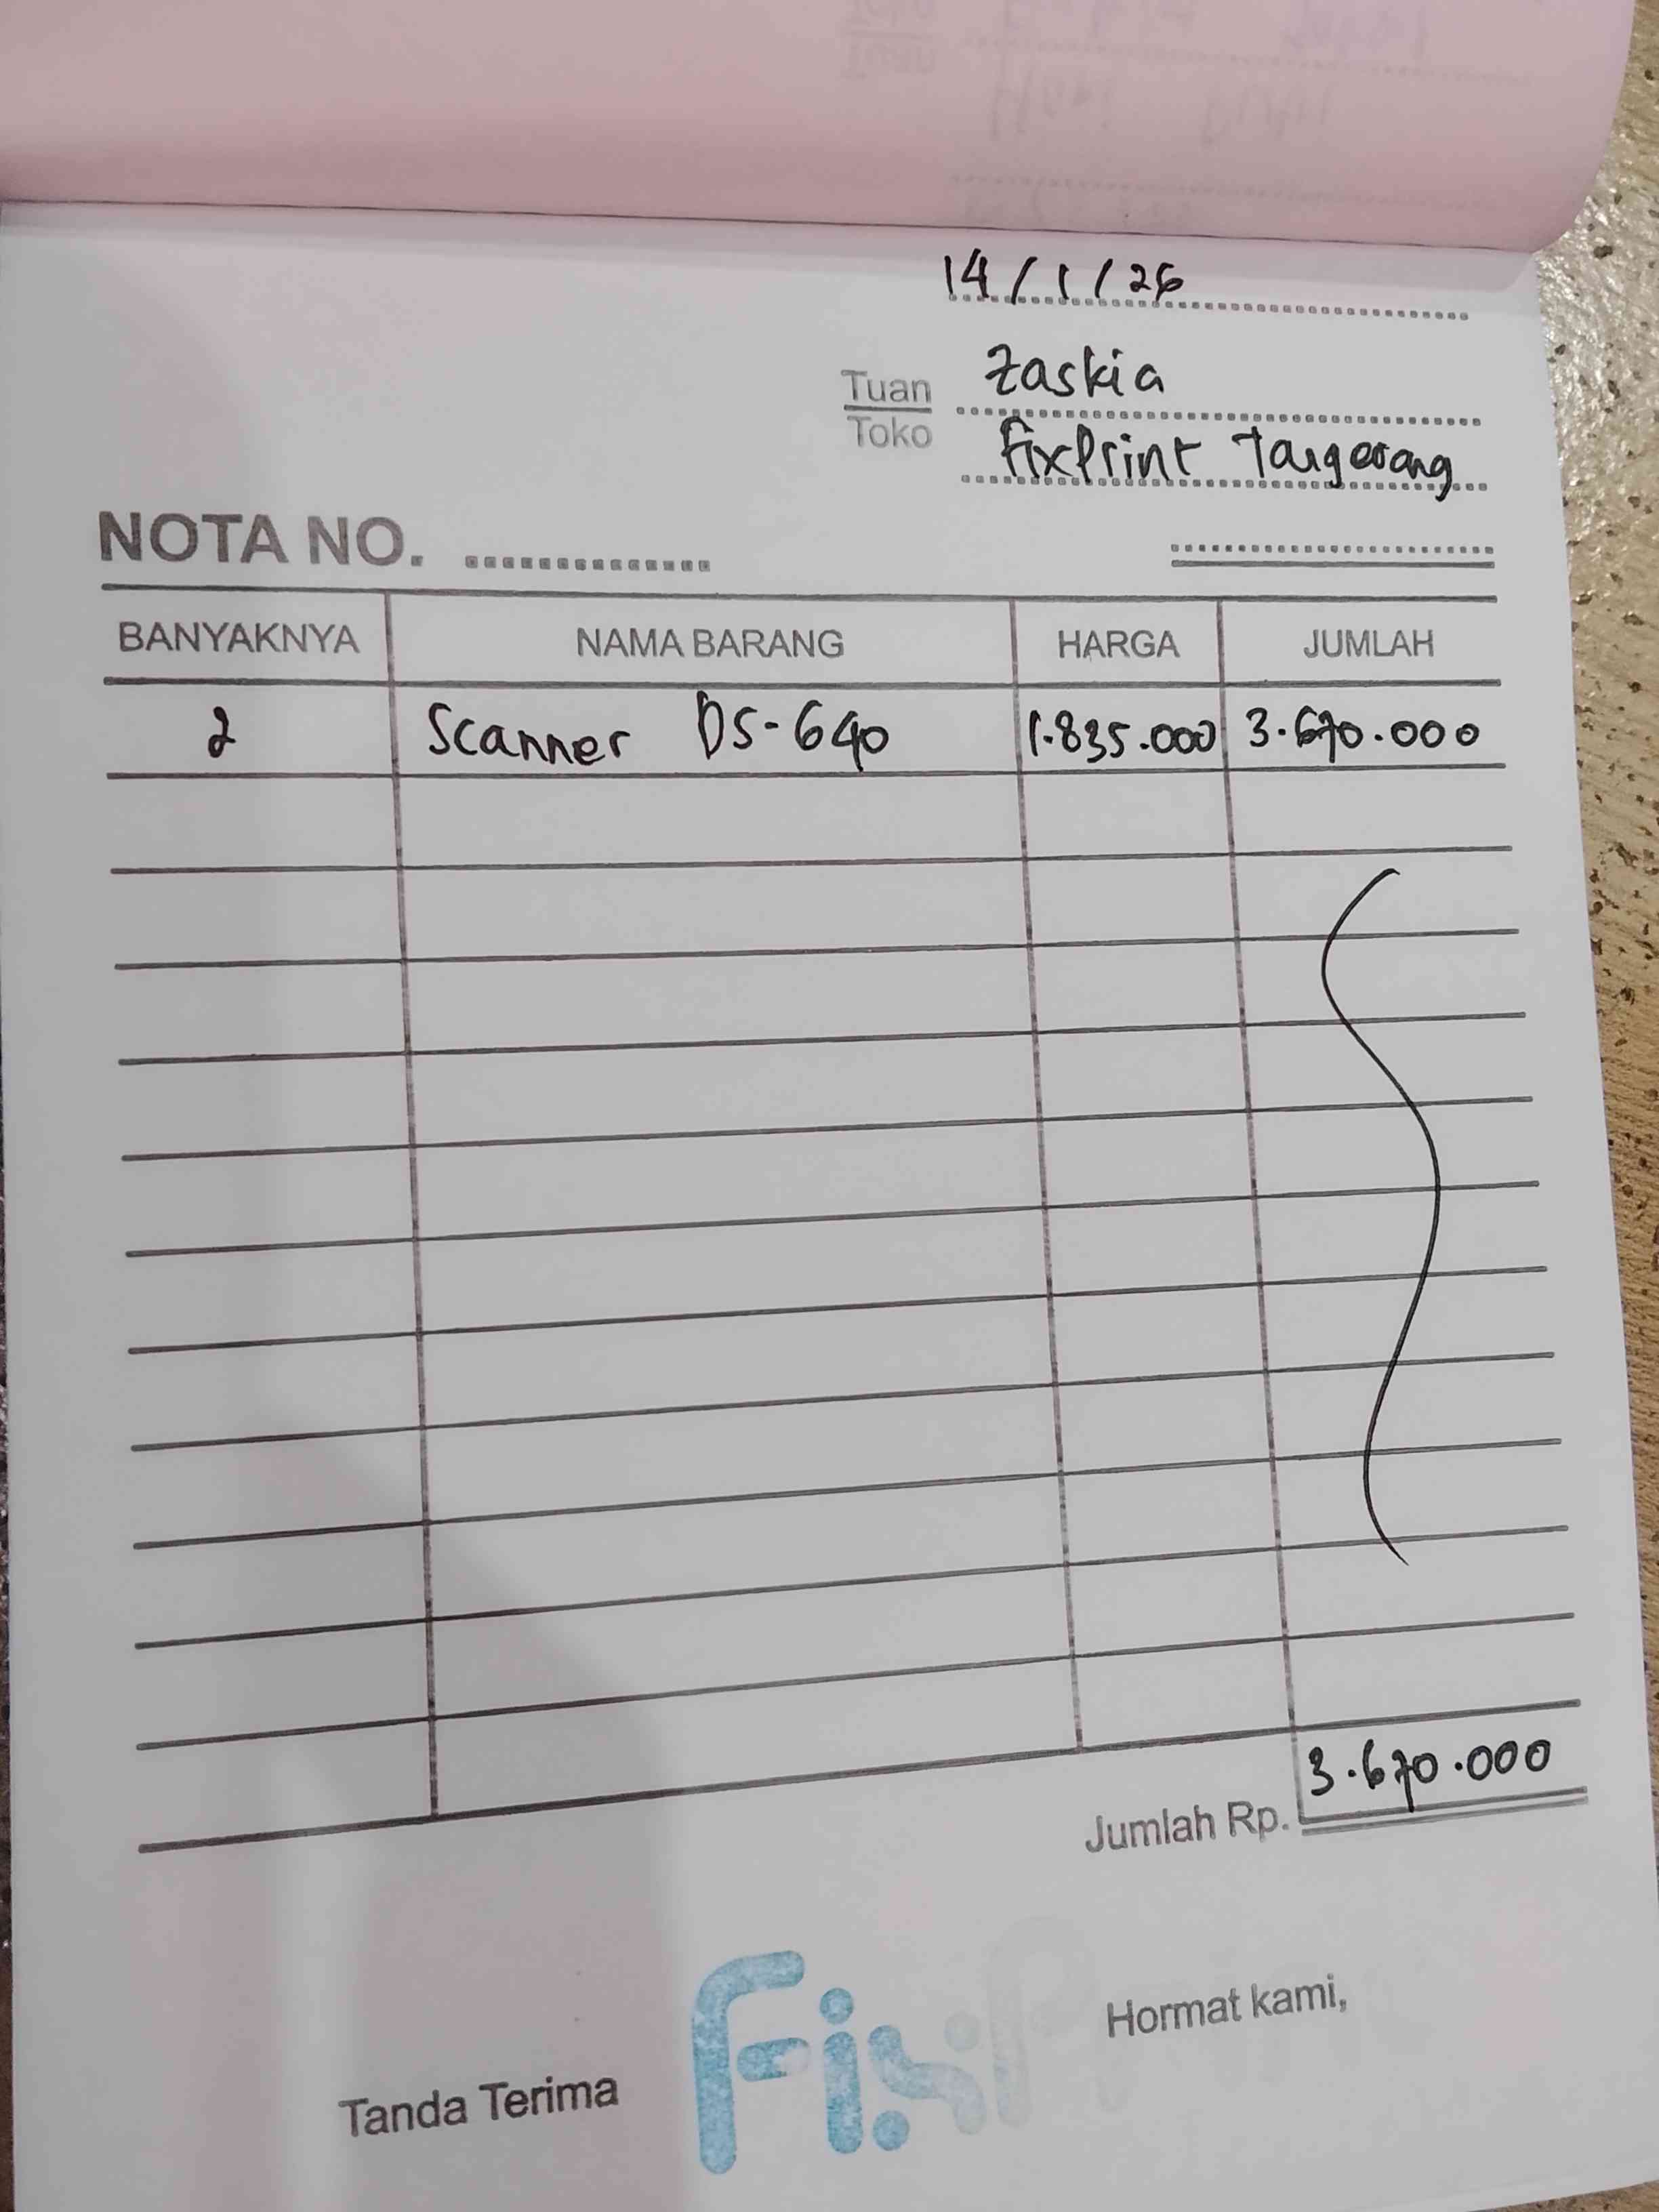 14/1/26
Tuan Zaskia
Toko FixPrint Tangerang
NOTA NO.
BANYAKNYA NAMA BARANG HARGA JUMLAH
2 Scanner DS-640 1.835.000 3.670.000
Jumlah Rp. 3.670.000
Hormat kami,
Tanda Terima
FixP